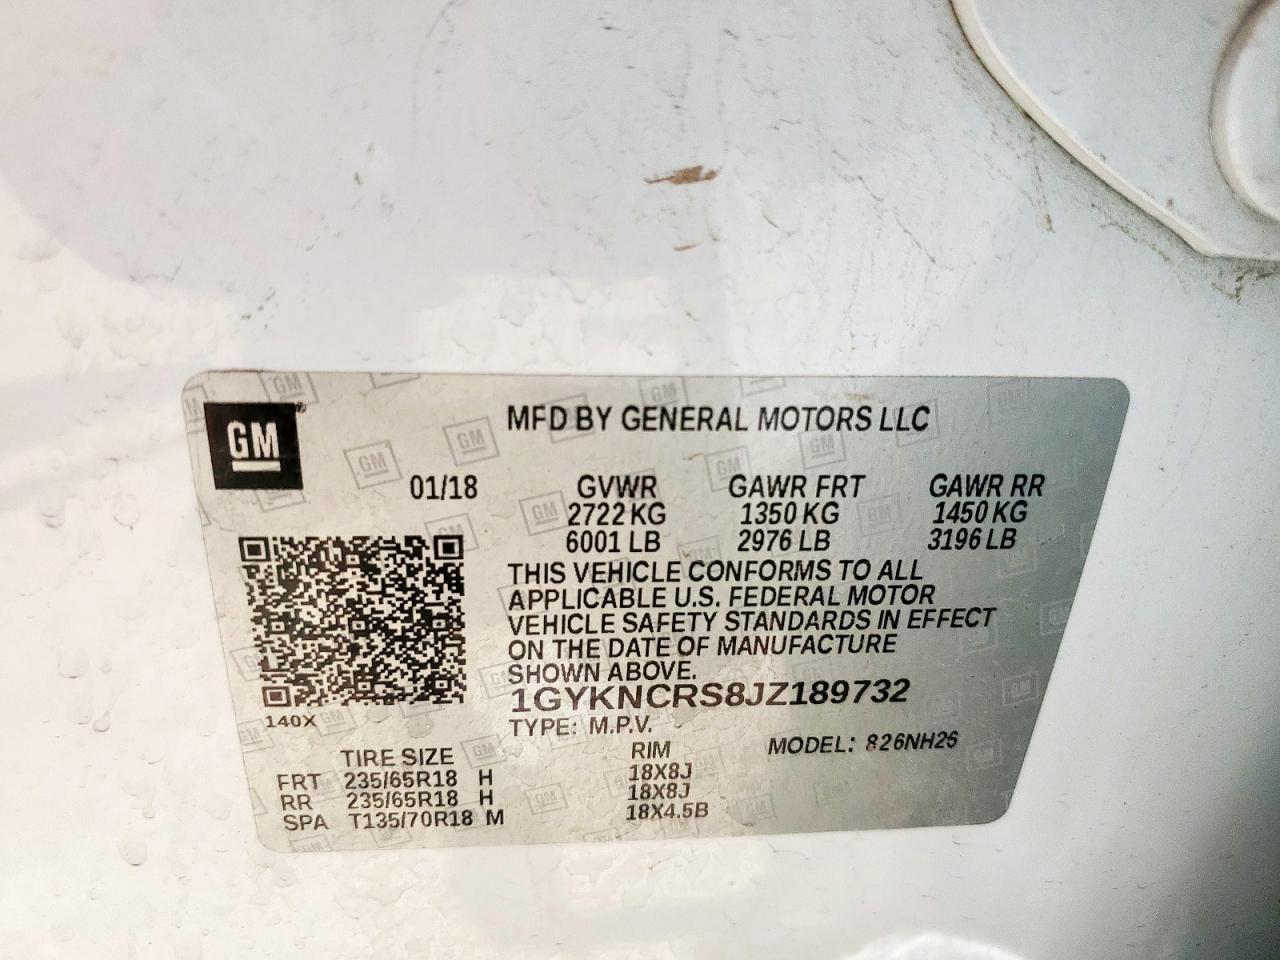 GM
MFD BY GENERAL MOTORS LLC
01/18 GVWR GAWR FRT GAWR RR
2722 KG 1350 KG 1450 KG
6001 LB 2976 LB 3196 LB
THIS VEHICLE CONFORMS TO ALL
APPLICABLE U.S. FEDERAL MOTOR
VEHICLE SAFETY STANDARDS IN EFFECT
ON THE DATE OF MANUFACTURE
SHOWN ABOVE.
1GYKNCRS8JZ189732
140X
TYPE: M.P.V. MODEL: 826NH26
TIRE SIZE RIM
FRT 235/65R18 H 18X8J
RR 235/65R18 H 18X8J
SPA T135/70R18 M 18X4.5B